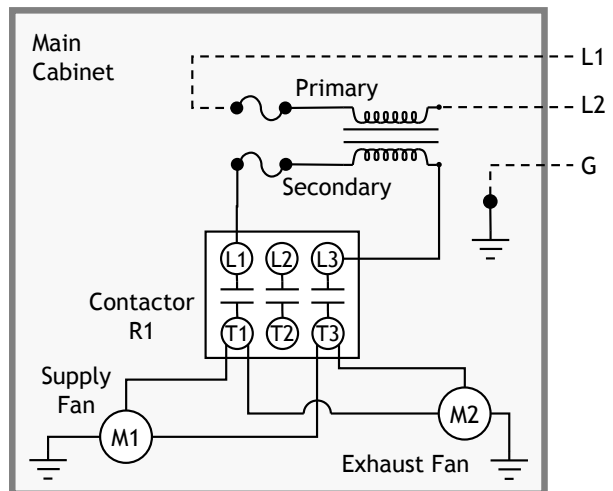 Main
Cabinet
L1
Primary
L2
G
Secondary
L1 L2 L3
Contactor
R1
T1 T2 T3
Supply
Fan
M1
M2
Exhaust Fan